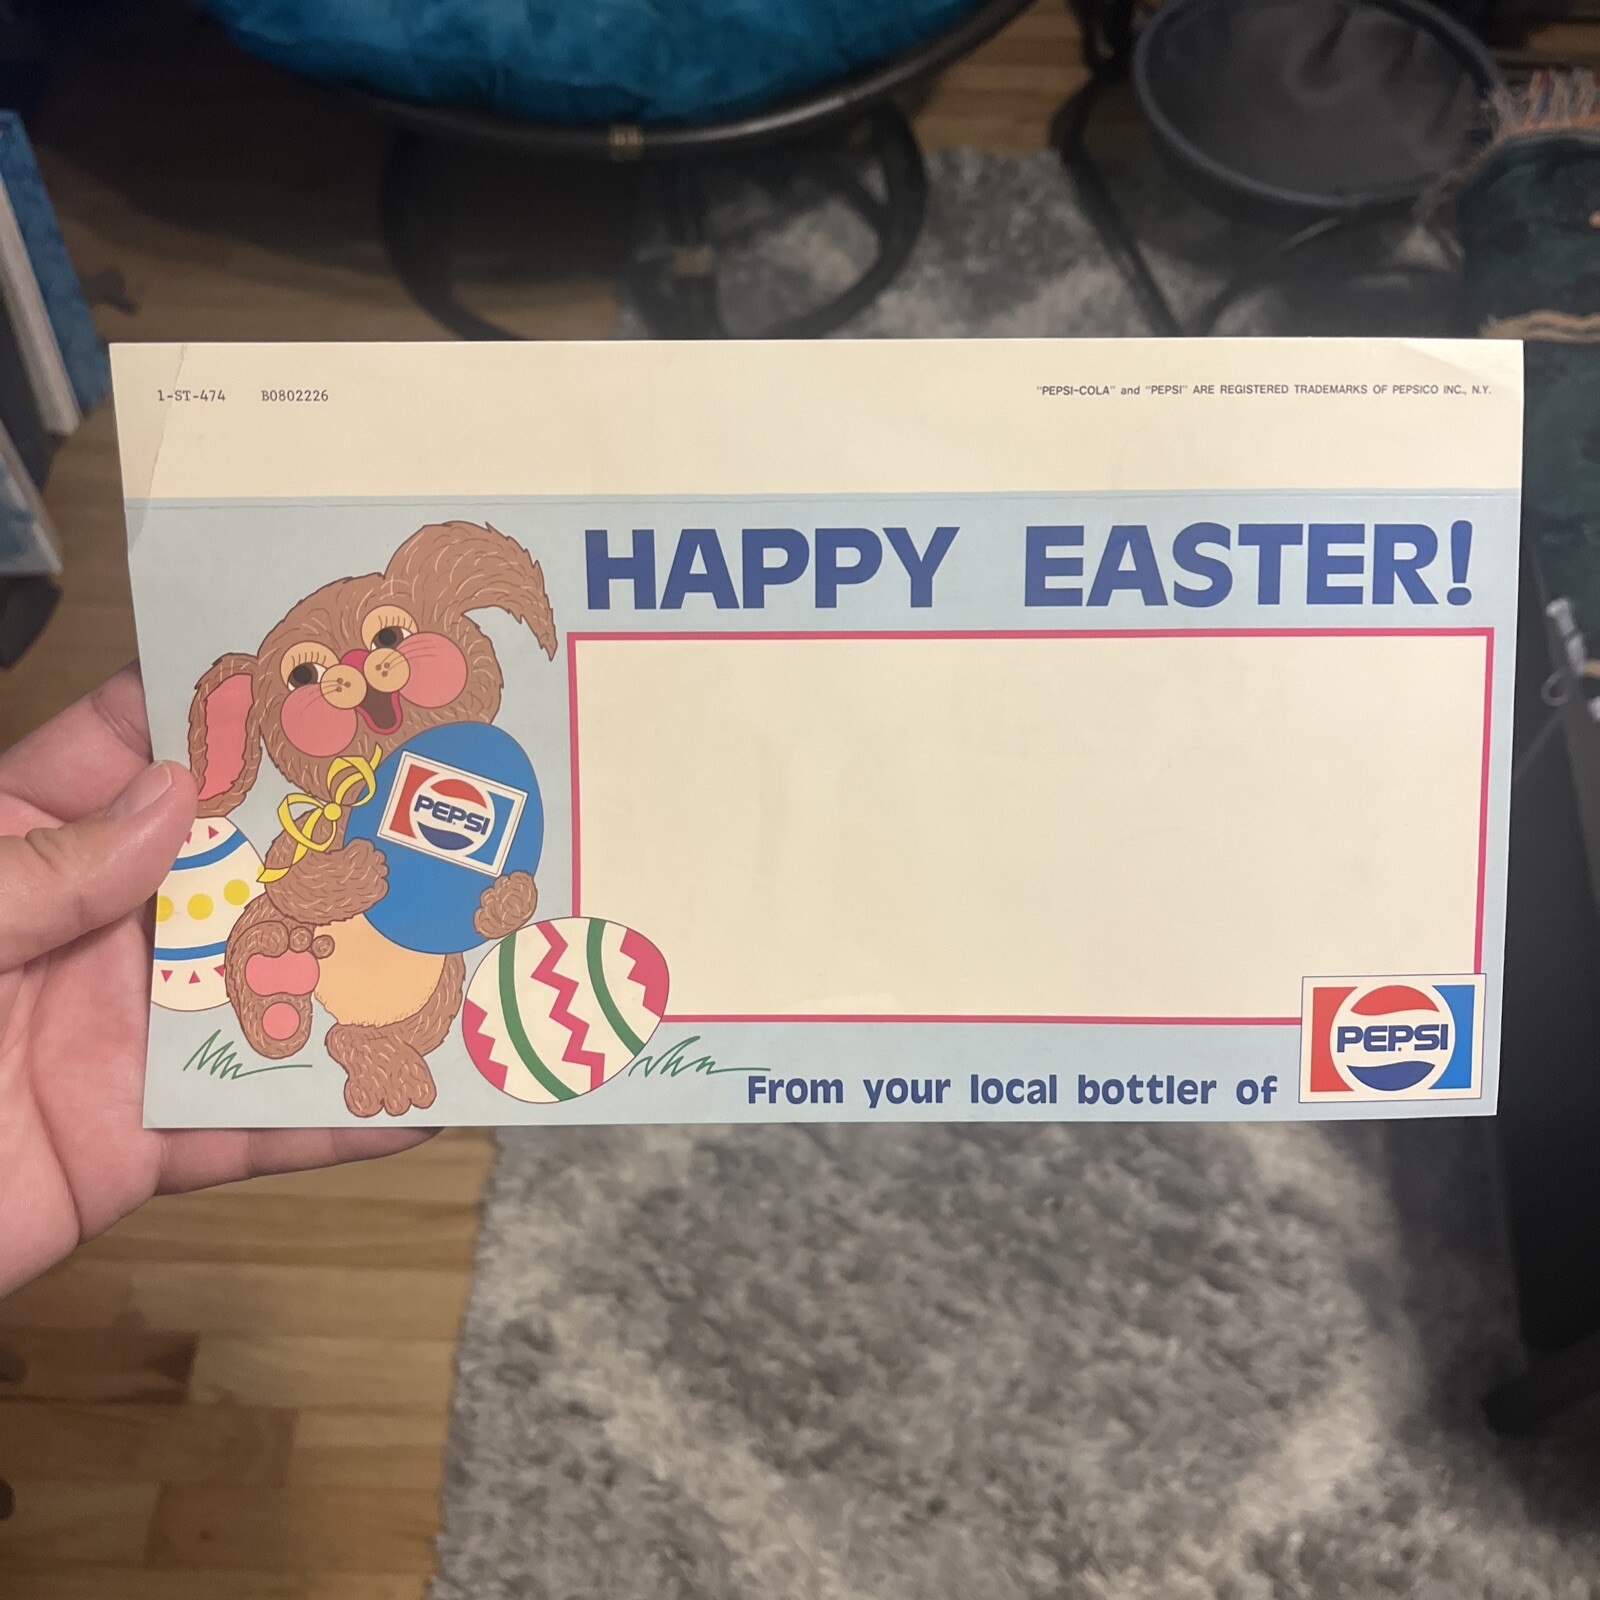 1-ST-474 B0802226
"PEPSI-COLA" and "PEPSI" ARE REGISTERED TRADEMARKS OF PEPSICO INC., N.Y.
HAPPY EASTER!
PEPSI
From your local bottler of
PEPSI